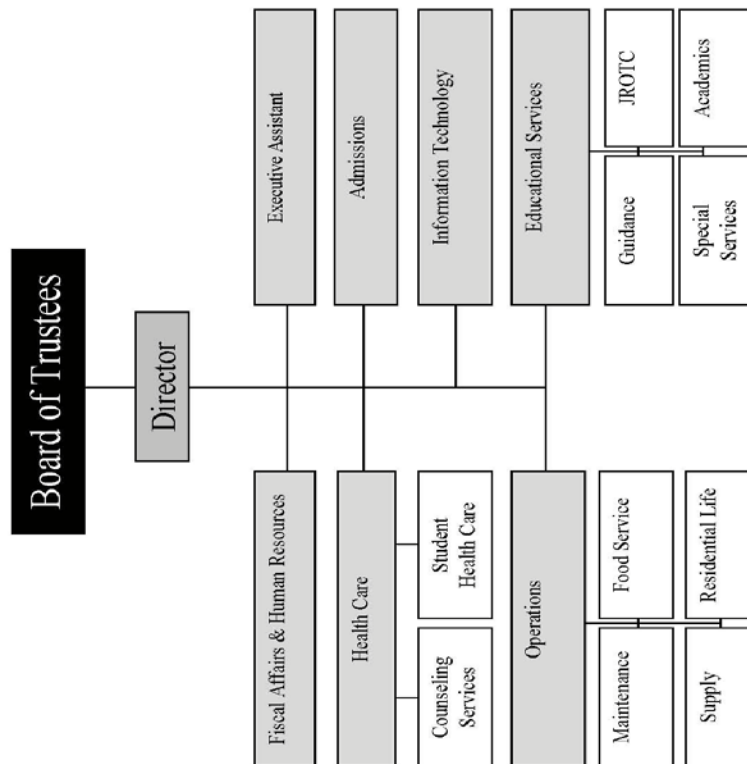 Board of Trustees
Director
Fiscal Affairs & Human Resources
Executive Assistant
Health Care
Admissions
Counseling
Services
Student
Health Care
Information Technology
Operations
Educational Services
Maintenance
Food Service
Guidance
JROTC
Supply
Residential Life
Special
Services
Academics